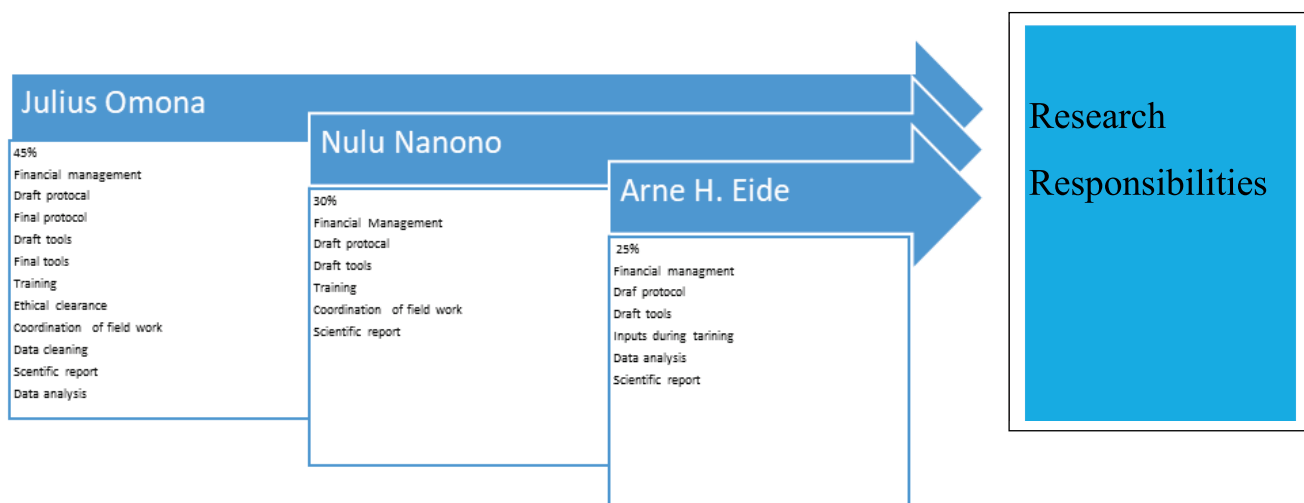 Julius Omona
45%
Financial management
Draft protocal
Final protocol
Draft tools
Final tools
Training
Ethical clearance
Coordination of field work
Data cleaning
Scentific report
Data analysis
Nulu Nanono
30%
Financial Management
Draft protocal
Draft tools
Training
Coordination of field work
Scientific report
Arne H. Eide
25%
Financial managment
Draf protocol
Draft tools
Inputs during tarining
Data analysis
Scientific report
Research
Responsibilities